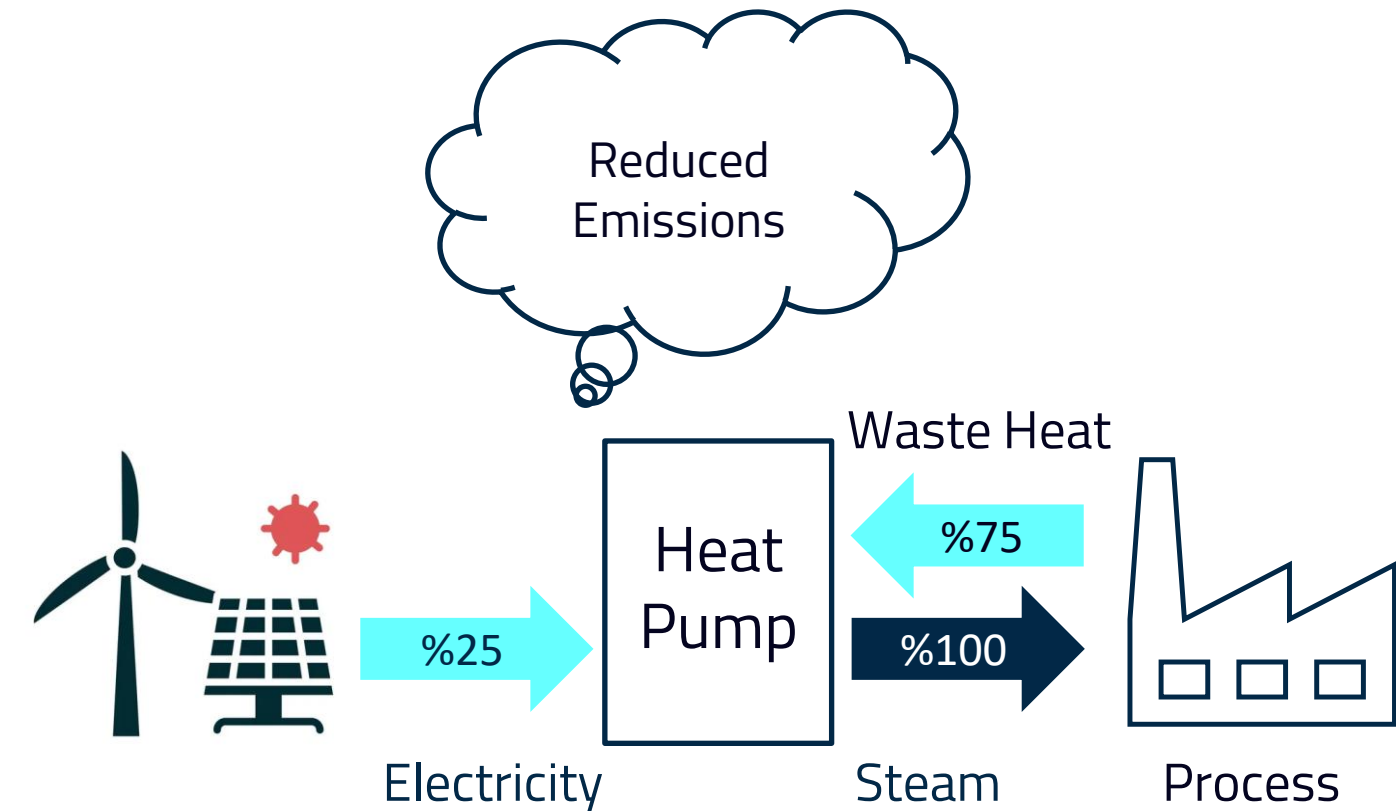 Reduced
Emissions
Waste Heat
%75
Heat
Pump
%25
%100
Electricity
Steam
Process